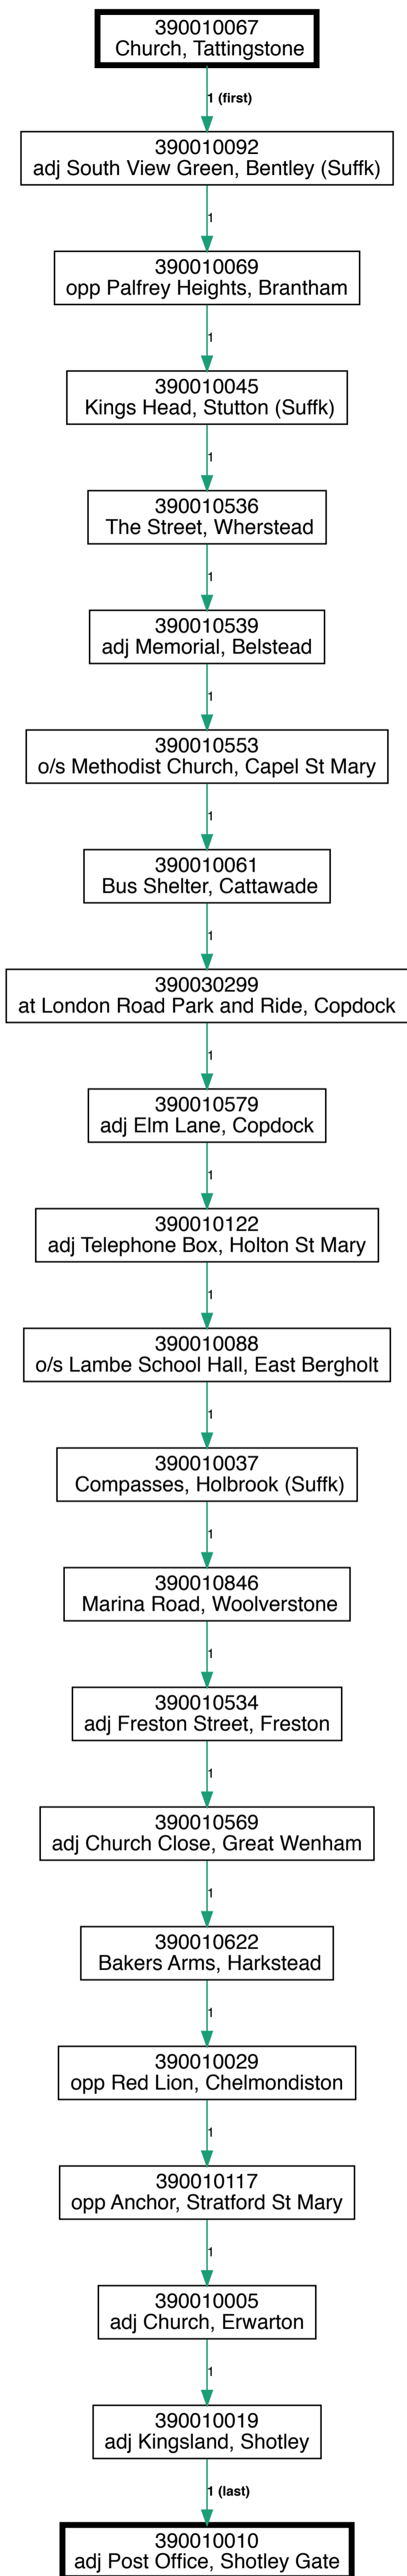 390010067
Church, Tattingstone
1 (first)
390010092
adj South View Green, Bentley (Suffk)
1
390010069
opp Palfrey Heights, Brantham
1
390010045
Kings Head, Stutton (Suffk)
1
390010536
The Street, Wherstead
1
390010539
adj Memorial, Belstead
1
390010553
o/s Methodist Church, Capel St Mary
1
390010061
Bus Shelter, Cattawade
1
390030299
at London Road Park and Ride, Copdock
1
390010579
adj Elm Lane, Copdock
1
390010122
adj Telephone Box, Holton St Mary
1
390010088
o/s Lambe School Hall, East Bergholt
1
390010037
Compasses, Holbrook (Suffk)
1
390010846
Marina Road, Woolverstone
1
390010534
adj Freston Street, Freston
1
390010569
adj Church Close, Great Wenham
1
390010622
Bakers Arms, Harkstead
1
390010029
opp Red Lion, Chelmondiston
1
390010117
opp Anchor, Stratford St Mary
1
390010005
adj Church, Erwarton
1
390010019
adj Kingsland, Shotley
1 (last)
390010010
adj Post Office, Shotley Gate